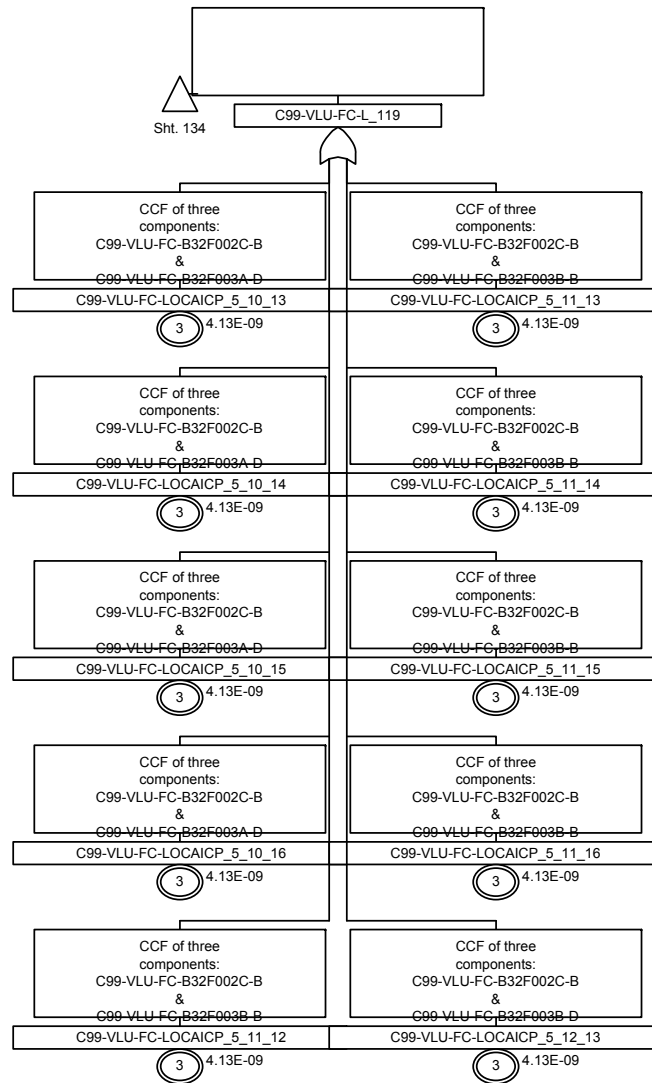 Sht. 134
C99-VLU-FC-L_119
CCF of three
components:
C99-VLU-FC-B32F002C-B
&
C99-VLU-FC-B32F003A-D
C99-VLU-FC-LOCAICP_5_10_13
3
4.13E-09
CCF of three
components:
C99-VLU-FC-B32F002C-B
&
C99-VLU-FC-B32F003B-B
C99-VLU-FC-LOCAICP_5_11_13
3
4.13E-09
CCF of three
components:
C99-VLU-FC-B32F002C-B
&
C99-VLU-FC-B32F003A-D
C99-VLU-FC-LOCAICP_5_10_14
3
4.13E-09
CCF of three
components:
C99-VLU-FC-B32F002C-B
&
C99-VLU-FC-B32F003B-B
C99-VLU-FC-LOCAICP_5_11_14
3
4.13E-09
CCF of three
components:
C99-VLU-FC-B32F002C-B
&
C99-VLU-FC-B32F003A-D
C99-VLU-FC-LOCAICP_5_10_15
3
4.13E-09
CCF of three
components:
C99-VLU-FC-B32F002C-B
&
C99-VLU-FC-B32F003B-B
C99-VLU-FC-LOCAICP_5_11_15
3
4.13E-09
CCF of three
components:
C99-VLU-FC-B32F002C-B
&
C99-VLU-FC-B32F003A-D
C99-VLU-FC-LOCAICP_5_10_16
3
4.13E-09
CCF of three
components:
C99-VLU-FC-B32F002C-B
&
C99-VLU-FC-B32F003B-B
C99-VLU-FC-LOCAICP_5_11_16
3
4.13E-09
CCF of three
components:
C99-VLU-FC-B32F002C-B
&
C99-VLU-FC-B32F003B-B
C99-VLU-FC-LOCAICP_5_11_12
3
4.13E-09
CCF of three
components:
C99-VLU-FC-B32F002C-B
&
C99-VLU-FC-B32F003B-D
C99-VLU-FC-LOCAICP_5_12_13
3
4.13E-09